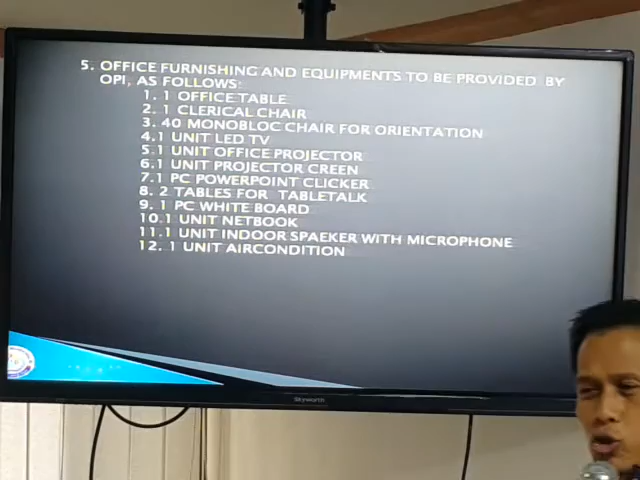 5. OFFICE FURNISHING AND EQUIPMENTS TO BE PROVIDED BY
OPI, AS FOLLOWS:
1. 1 OFFICE TABLE
2. 1 CLERICAL CHAIR
3. 40 MONOBLOC CHAIR FOR ORIENTATION
4.1 UNIT LED TV
5.1 UNIT OFFICE PROJECTOR
6.1 UNIT PROJECTOR CREEN
7.1 PC POWERPOINT CLICKER
8. 2 TABLES FOR TABLETALK
9. 1 PC WHITE BOARD
10.1 UNIT NETBOOK
11.1 UNIT INDOOR SPAEKER WITH MICROPHONE
12. 1 UNIT AIRCONDITION
Skyworth